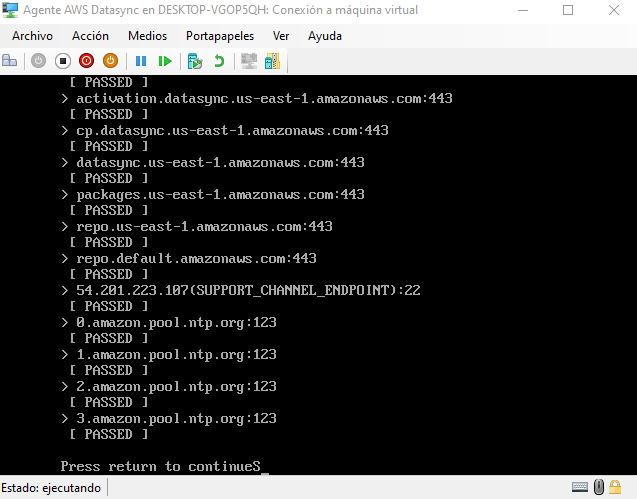 Agente AWS Datasync en DESKTOP-VGOP5QH: Conexión a máquina virtual
Archivo Acción Medios Portapapeles Ver Ayuda
[ PASSED ]
> activation.datasync.us-east-1.amazonaws.com:443
[ PASSED ]
> cp.datasync.us-east-1.amazonaws.com:443
[ PASSED ]
> datasync.us-east-1.amazonaws.com:443
[ PASSED ]
> packages.us-east-1.amazonaws.com:443
[ PASSED ]
> repo.us-east-1.amazonaws.com:443
[ PASSED ]
> repo.default.amazonaws.com:443
[ PASSED ]
> 54.201.223.107(SUPPORT_CHANNEL_ENDPOINT):22
[ PASSED ]
> 0.amazon.pool.ntp.org:123
[ PASSED ]
> 1.amazon.pool.ntp.org:123
[ PASSED ]
> 2.amazon.pool.ntp.org:123
[ PASSED ]
> 3.amazon.pool.ntp.org:123
[ PASSED ]
Press return to continueS_
Estado: ejecutando